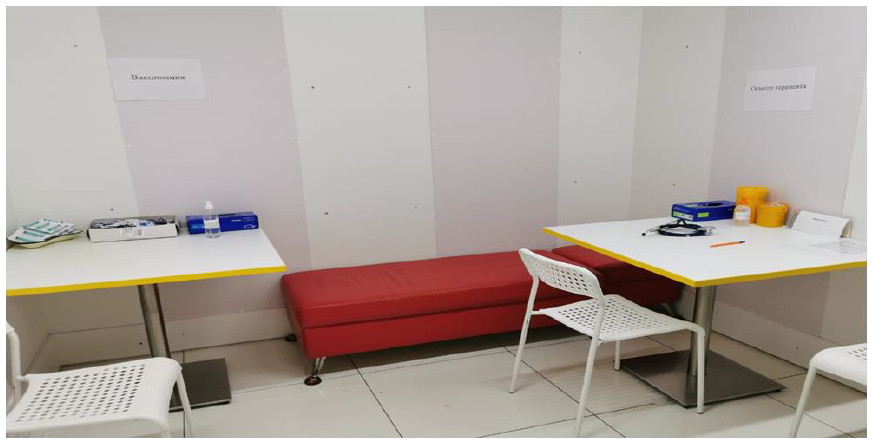 Вакцинация
Осмотр терапевта